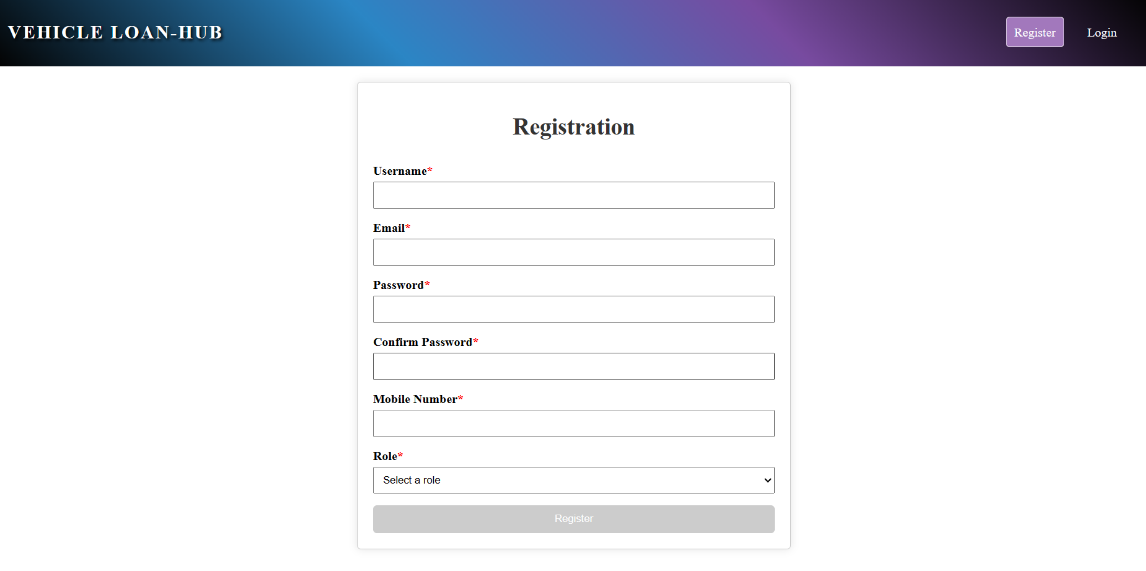 VEHICLE LOAN-HUB
Register
Login
Registration
Username*
Email*
Password*
Confirm Password*
Mobile Number*
Role*
Select a role
Register